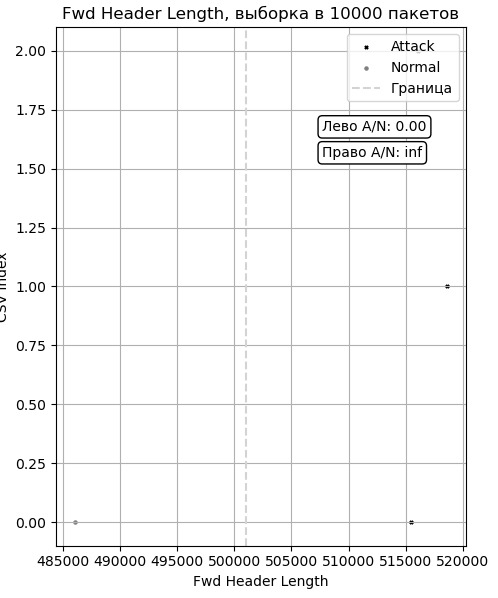 Fwd Header Length, выборка в 10000 пакетов
Attack
Normal
Граница
Лево A/N: 0.00
Право A/N: inf
2.00
1.75
1.50
1.25
1.00
0.75
0.50
0.25
0.00
CSV index
485000 490000 495000 500000 505000 510000 515000 520000
Fwd Header Length